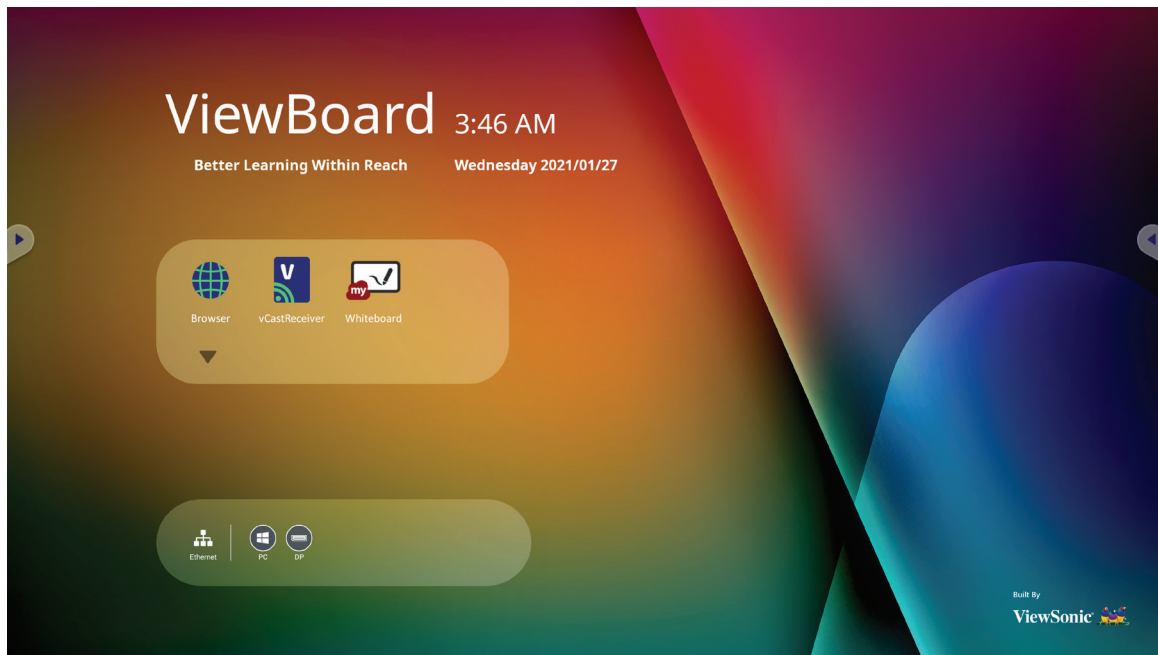 ViewBoard 3:46 AM
Better Learning Within Reach Wednesday 2021/01/27
V
my
Browser vCastReceiver Whiteboard
Ethernet PC DP
Built By
ViewSonic